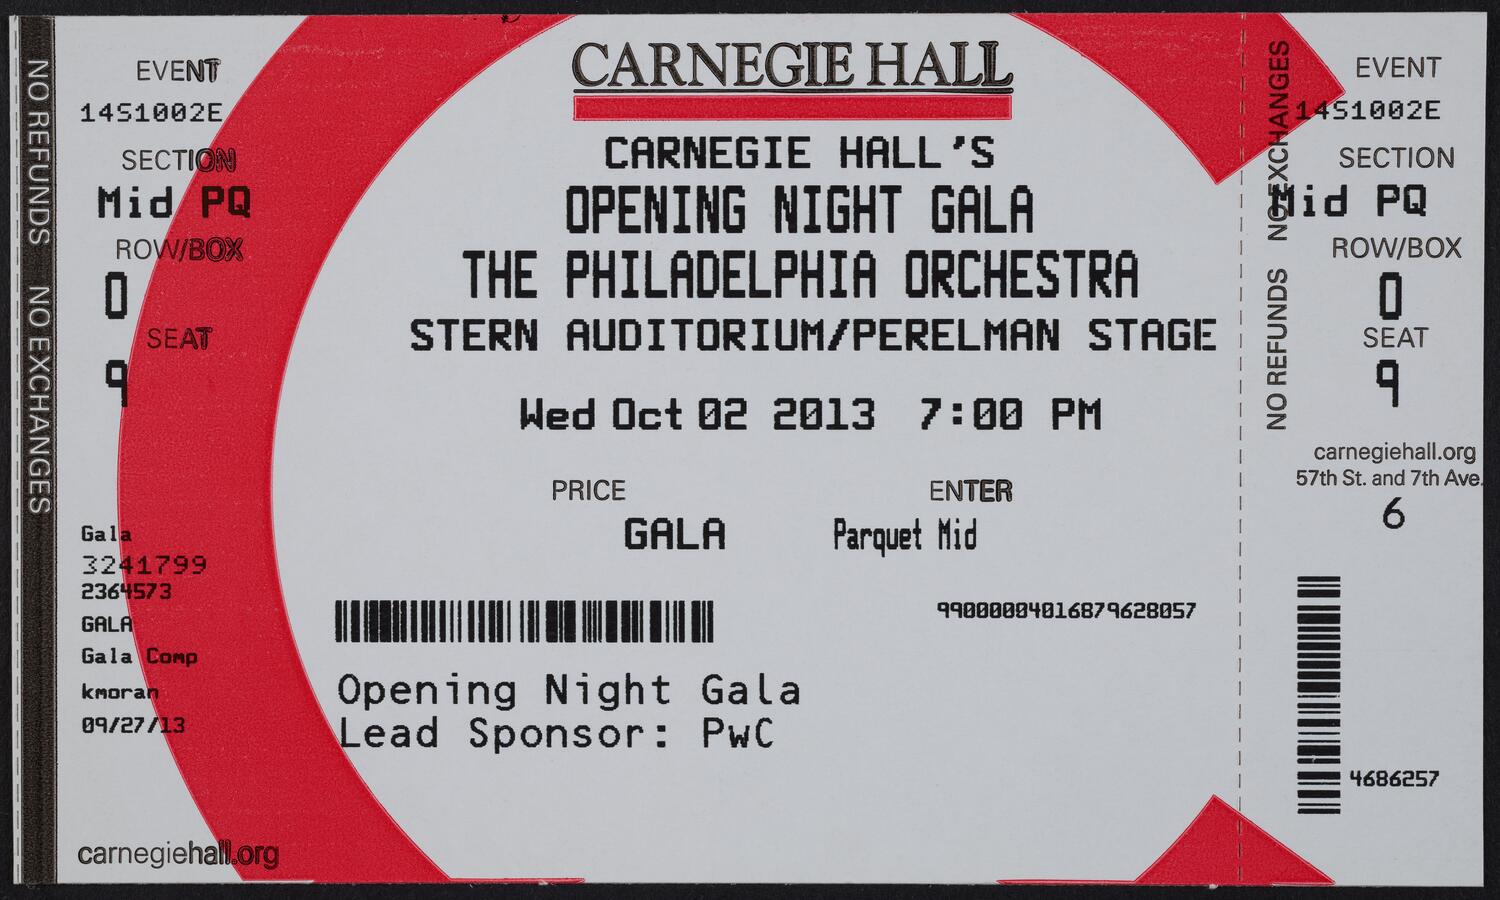 NO REFUNDS NO EXCHANGES
EVENT
14S1002E
SECTION
Mid PQ
ROW/BOX
O
SEAT
9
Gala
3241799
2364573
GALA
Gala Comp
kmoran
09/27/13
carnegiehall.org
CARNEGIE HALL
CARNEGIE HALL'S
OPENING NIGHT GALA
THE PHILADELPHIA ORCHESTRA
STERN AUDITORIUM/PERELMAN STAGE
Wed Oct 02 2013 7:00 PM
PRICE
GALA
ENTER
Parquet Mid
99000004016879628057
Opening Night Gala
Lead Sponsor: PwC
NO REFUNDS NO EXCHANGES
EVENT
14S1002E
SECTION
Mid PQ
ROW/BOX
O
SEAT
9
carnegiehall.org
57th St. and 7th Ave.
6
4686257